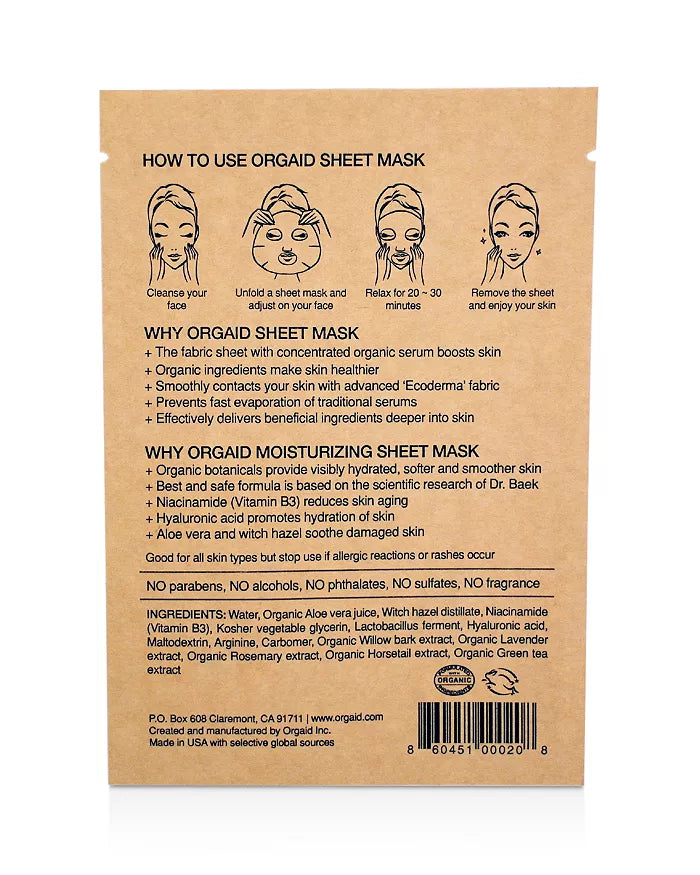 HOW TO USE ORGAID SHEET MASK
Cleanse your
face
Unfold a sheet mask and
adjust on your face
Relax for 20 ~ 30
minutes
Remove the sheet
and enjoy your skin
WHY ORGAID SHEET MASK
+ The fabric sheet with concentrated organic serum boosts skin
+ Organic ingredients make skin healthier
+ Smoothly contacts your skin with advanced ‘Ecoderma’ fabric
+ Prevents fast evaporation of traditional serums
+ Effectively delivers beneficial ingredients deeper into skin
WHY ORGAID MOISTURIZING SHEET MASK
+ Organic botanicals provide visibly hydrated, softer and smoother skin
+ Best and safe formula is based on the scientific research of Dr. Baek
+ Niacinamide (Vitamin B3) reduces skin aging
+ Hyaluronic acid promotes hydration of skin
+ Aloe vera and witch hazel soothe damaged skin
Good for all skin types but stop use if allergic reactions or rashes occur
NO parabens, NO alcohols, NO phthalates, NO sulfates, NO fragrance
INGREDIENTS: Water, Organic Aloe vera juice, Witch hazel distillate, Niacinamide
(Vitamin B3), Kosher vegetable glycerin, Lactobacillus ferment, Hyaluronic acid,
Maltodextrin, Arginine, Carbomer, Organic Willow bark extract, Organic Lavender
extract, Organic Rosemary extract, Organic Horsetail extract, Organic Green tea
extract
FORMULATED
WITH
ORGANIC
INGREDIENTS
P.O. Box 608 Claremont, CA 91711 | www.orgaid.com
Created and manufactured by Orgaid Inc.
Made in USA with selective global sources
8 60451 00020 8